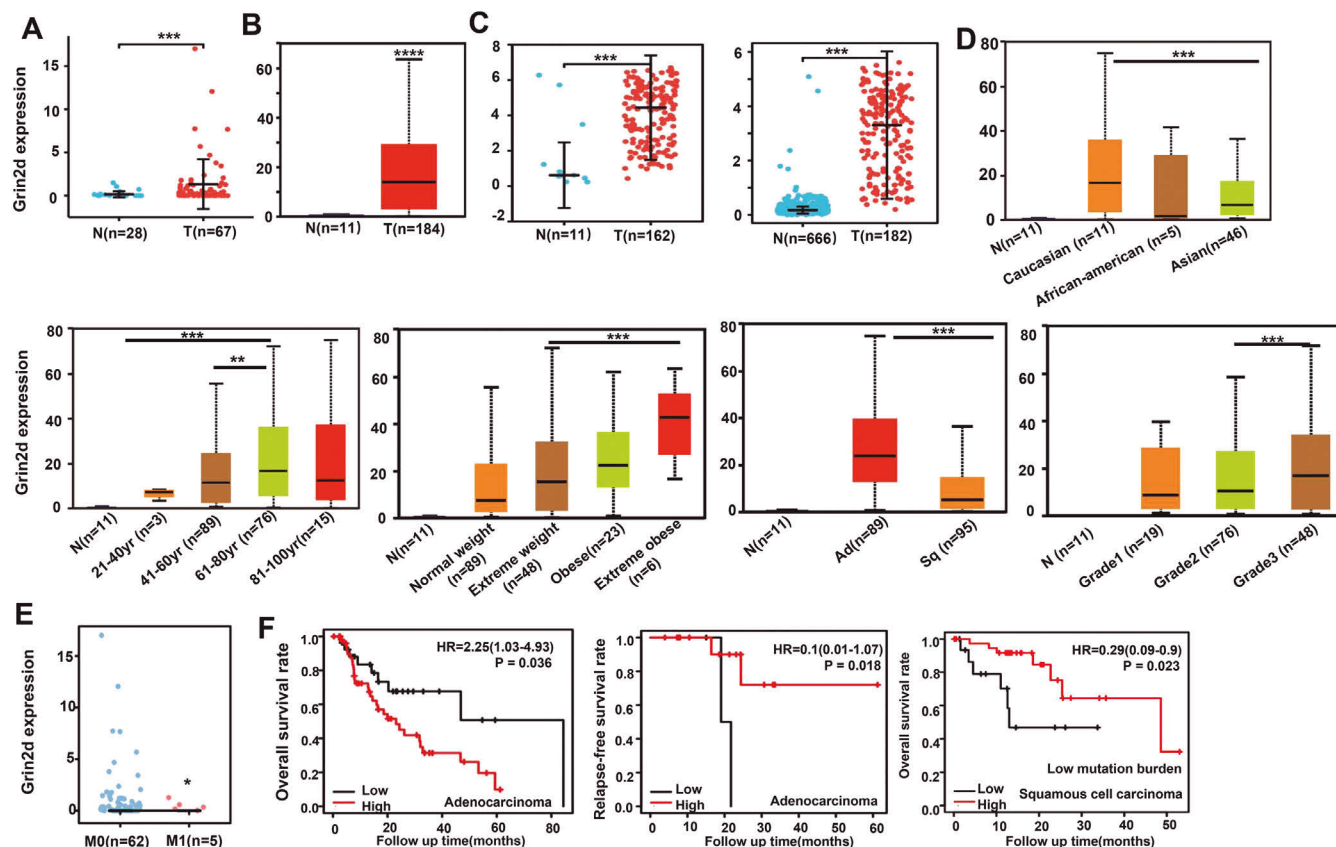 A
B
C
D
Grin2d expression
***
15
10
5
0
N(n=28)
T(n=67)
****
60
40
20
0
N(n=11)
T(n=184)
***
6
4
2
0
-2
N(n=11)
T(n=162)
***
6
4
2
0
N(n=666)
T(n=182)
***
80
60
40
20
0
N(n=11)
Caucasian (n=11)
African-american (n=5)
Asian(n=46)
Grin2d expression
***
**
80
60
40
20
0
N(n=11)
21-40yr (n=3)
41-60yr (n=89)
61-80yr (n=76)
81-100yr(n=15)
***
80
60
40
20
0
N(n=11)
Normal weight
(n=89)
Extreme weight
(n=48)
Obese(n=23)
Extreme obese
(n=6)
***
80
60
40
20
0
N(n=11)
Ad(n=89)
Sq (n=95)
***
80
60
40
20
0
N (n=11)
Grade1 (n=19)
Grade2 (n=76)
Grade3 (n=48)
E
Grin2d expression
15
10
5
0
*
M0(n=62)
M1(n=5)
F
Overall survival rate
1.0
0.8
0.6
0.4
0.2
0.0
HR=2.25(1.03-4.93)
P = 0.036
Low
High
Adenocarcinoma
0 20 40 60 80
Follow up time(months)
Relapse-free survival rate
1.0
0.8
0.6
0.4
0.2
0.0
HR=0.1(0.01-1.07)
P = 0.018
Low
High
Adenocarcinoma
0 10 20 30 40 50 60
Follow up time(months)
Overall survival rate
1.0
0.8
0.6
0.4
0.2
0.0
HR=0.29(0.09-0.9)
P = 0.023
Low mutation burden
Low
High
Squamous cell carcinoma
0 10 20 30 40 50
Follow up time(months)